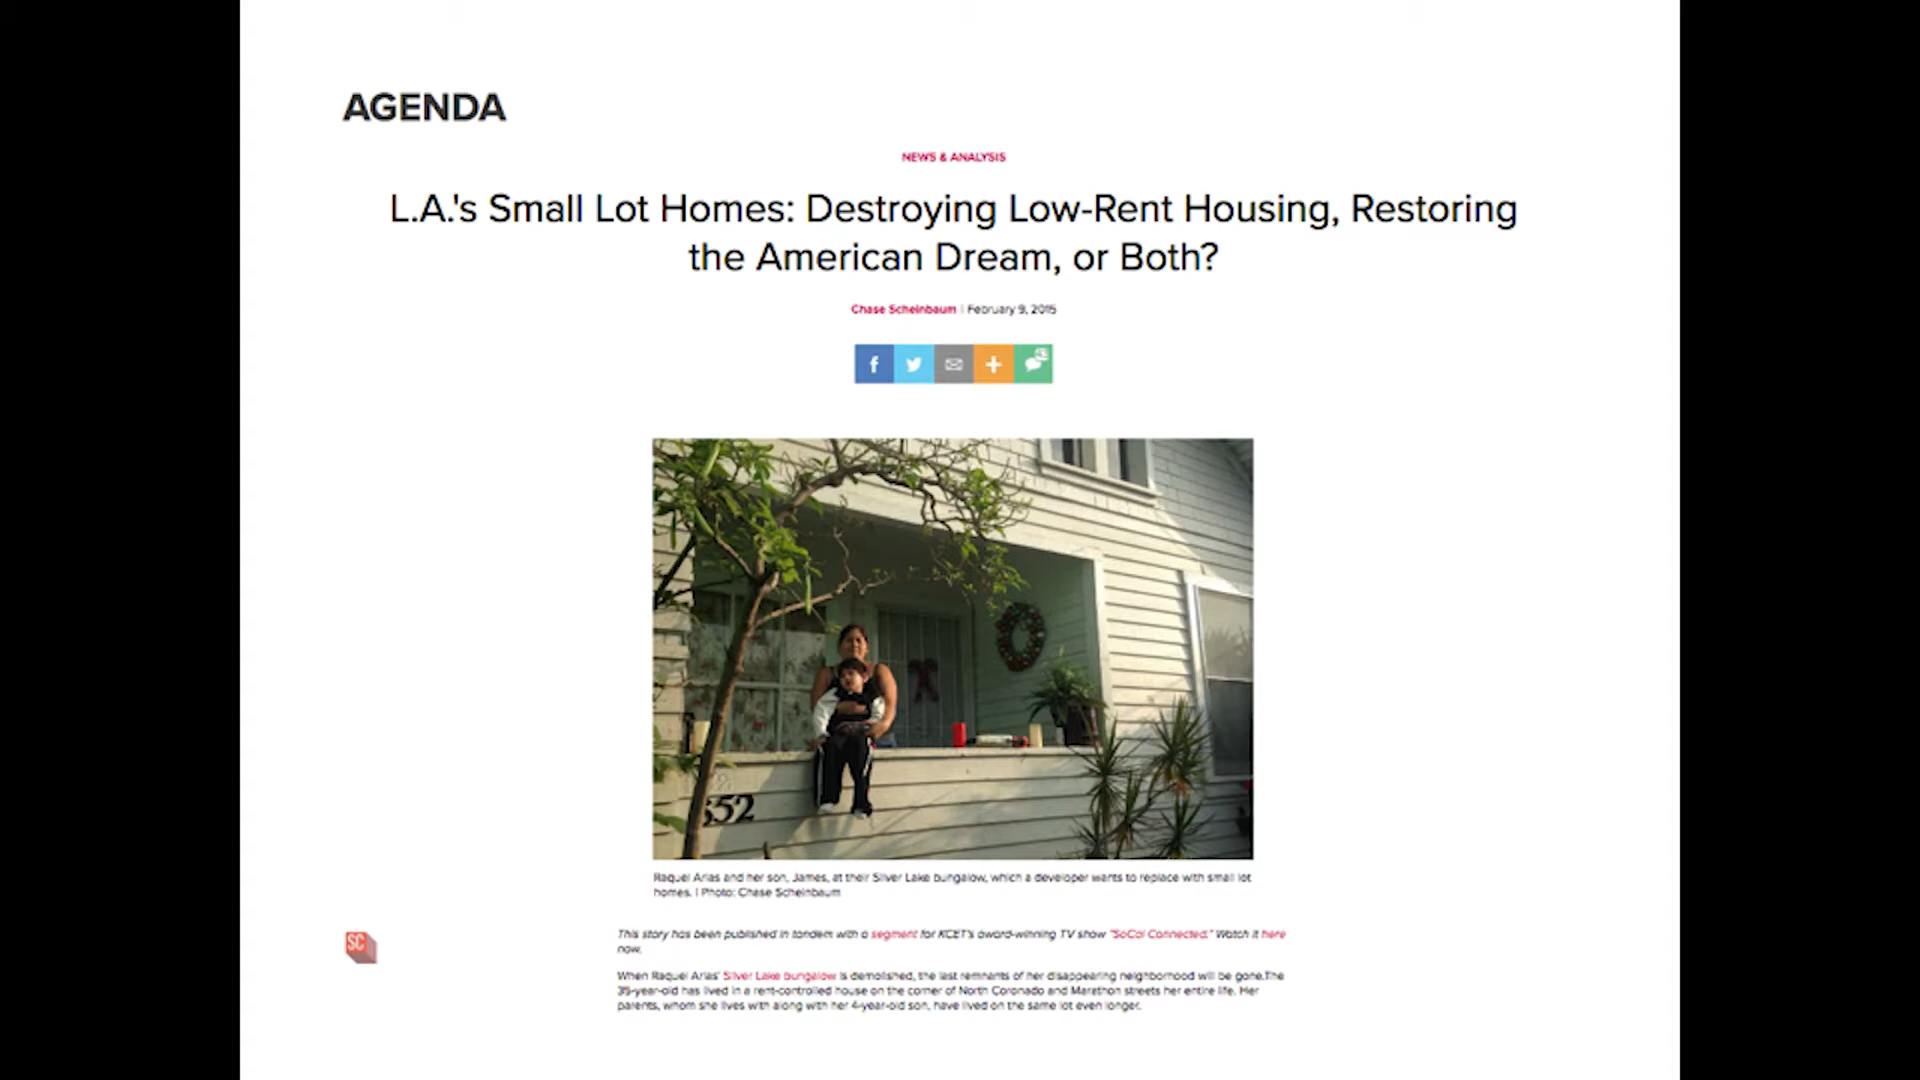 AGENDA
NEWS & ANALYSIS
L.A.'s Small Lot Homes: Destroying Low-Rent Housing, Restoring
the American Dream, or Both?
Chase Scheinbaum | February 9, 2015
f
652
Raquel Arias and her son, James, at their Silver Lake bungalow, which a developer wants to replace with small lot
homes. | Photo: Chase Scheinbaum
This story has been published in tandem with a segment for KCET's award-winning TV show "SoCal Connected." Watch it here
now.
SC
When Raquel Arias' Silver Lake bungalow is demolished, the last remnants of her disappearing neighborhood will be gone.The
35-year-old has lived in a rent-controlled house on the corner of North Coronado and Marathon streets her entire life. Her
parents, whom she lives with along with her 4-year-old son, have lived on the same lot even longer.